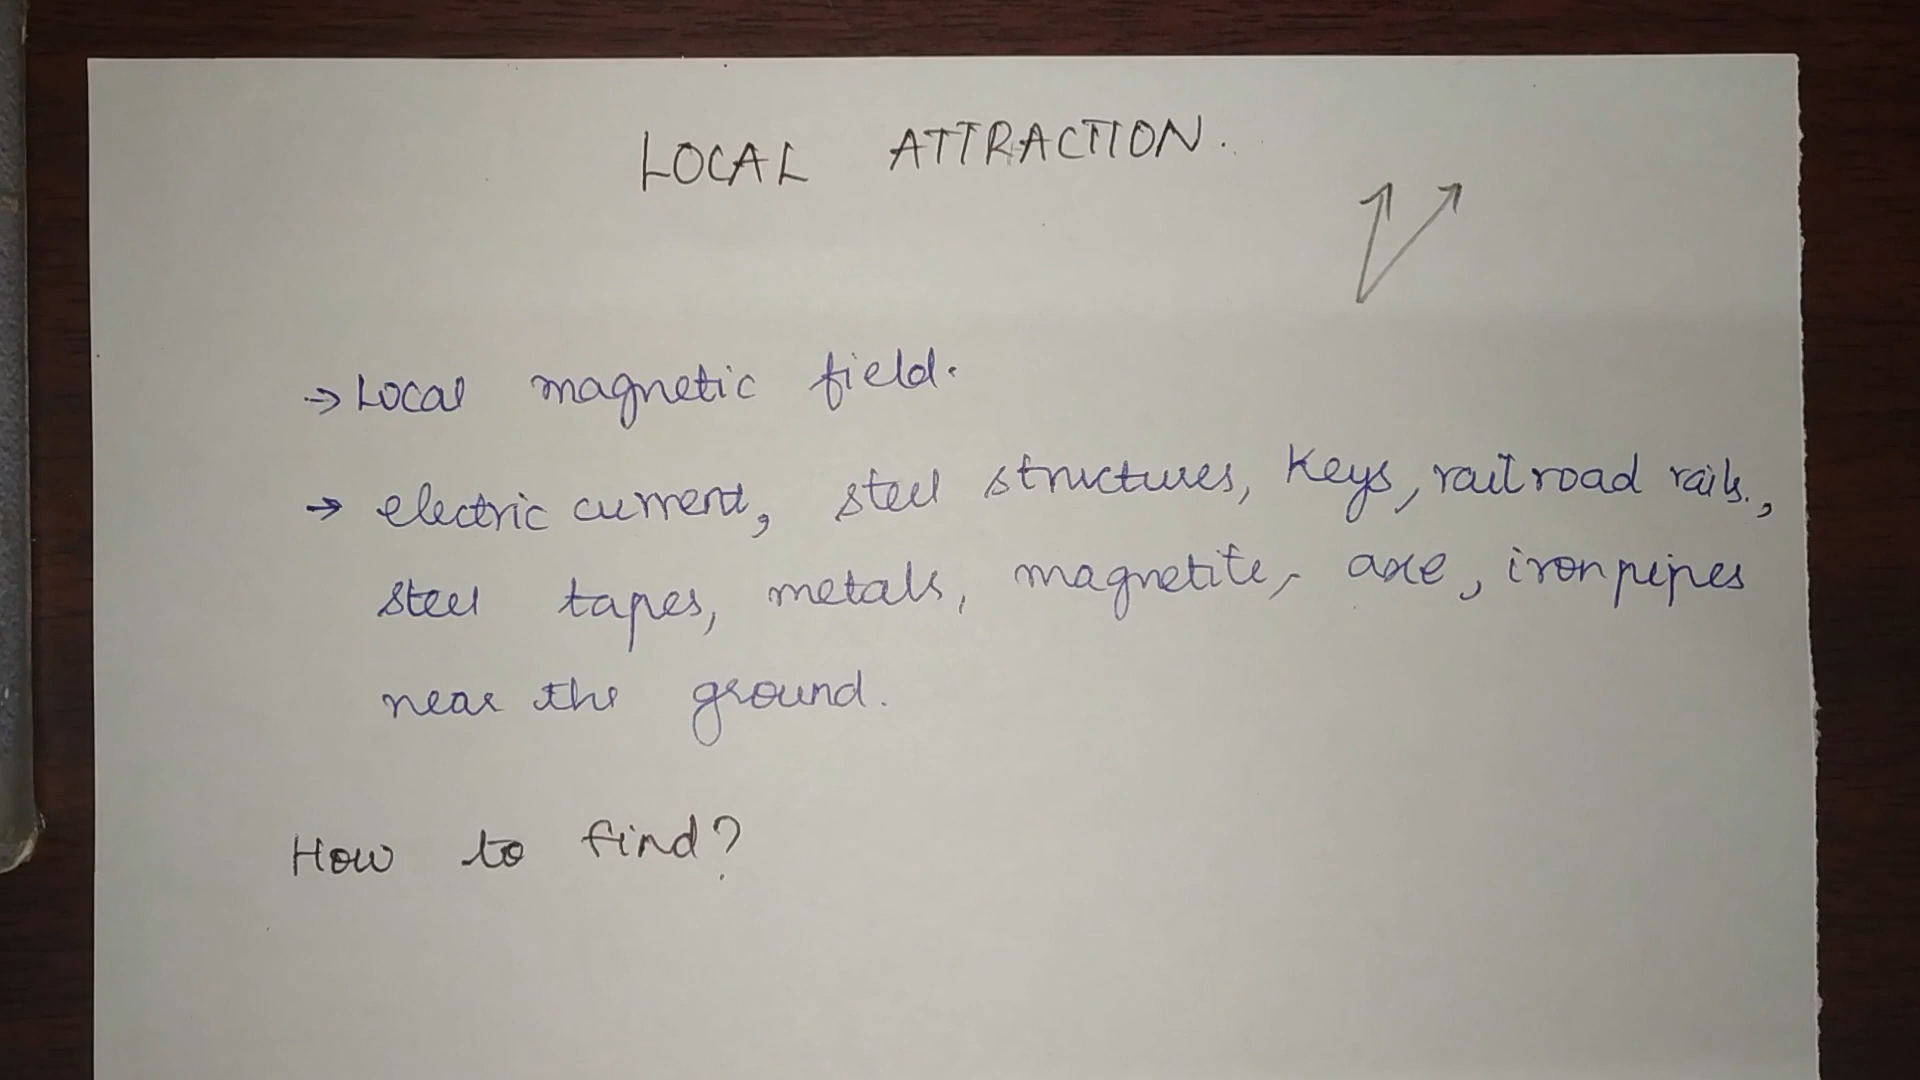 LOCAL ATTRACTION.
→ Local magnetic field.
→ electric current, steel structures, Keys, railroad rails.,
steel tapes, metals, magnetite, axe, iron pipes
near the ground.
How to find?